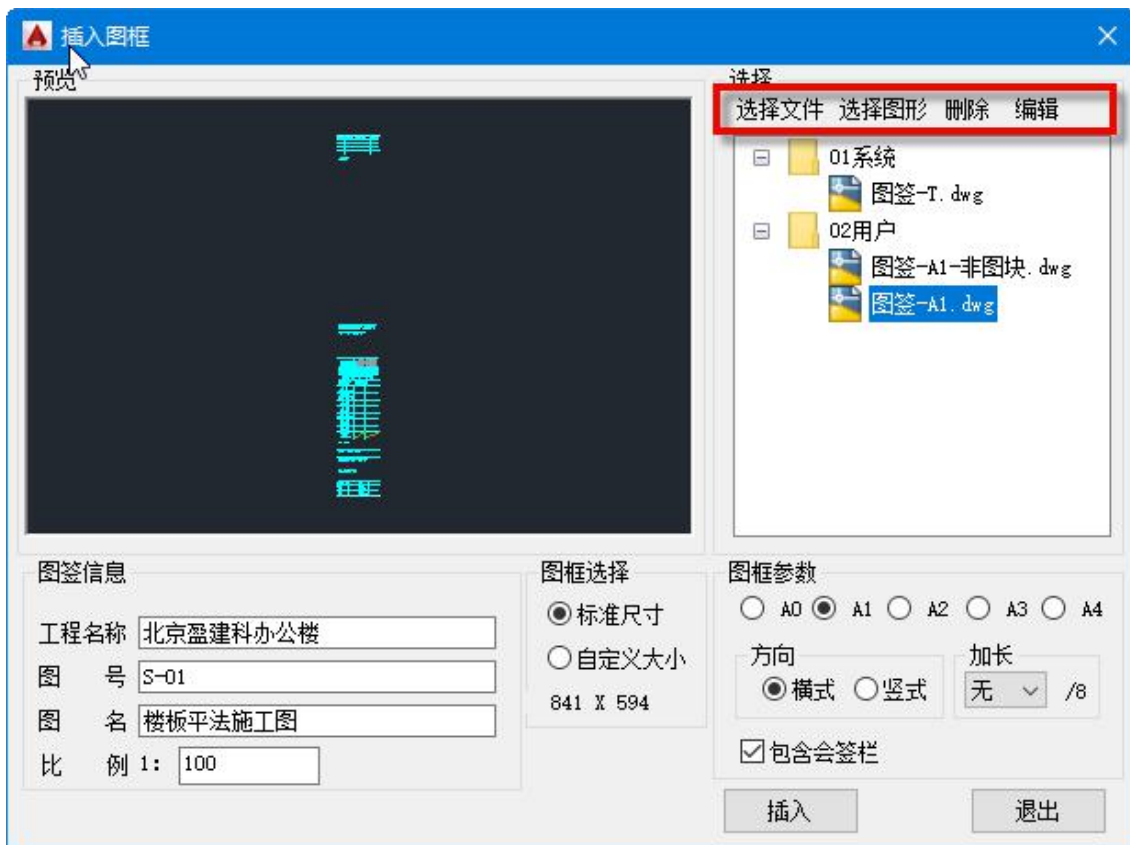 插入图框
预览
选择
选择文件 选择图形 删除 编辑
01系统
图签-T.dwg
02用户
图签-A1-非图块.dwg
图签-A1.dwg
图签信息
工程名称 北京盈建科办公楼
图 号 S-01
图 名 楼板平法施工图
比 例 1: 100
图框选择
标准尺寸
自定义大小
841 X 594
图框参数
A0 A1 A2 A3 A4
方向
横式 竖式
加长
无 /8
包含会签栏
插入 退出